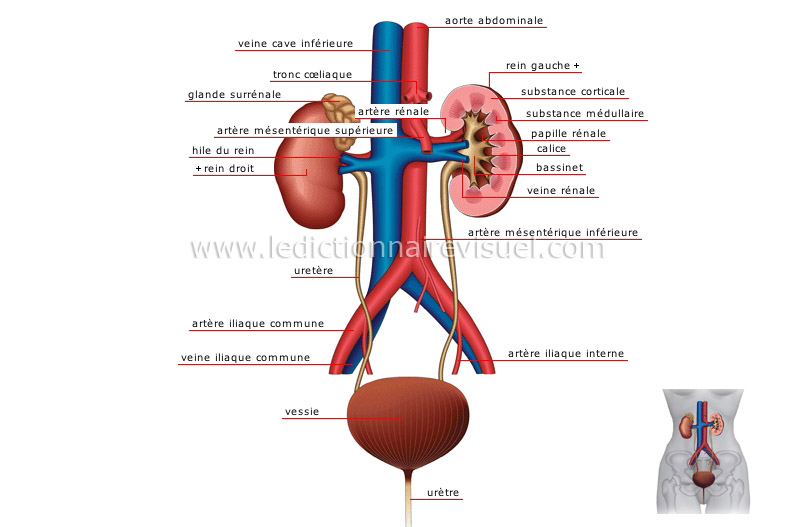 aorte abdominale
veine cave inférieure
rein gauche +
tronc cœliaque
substance corticale
glande surrénale
artère rénale
substance médullaire
artère mésentérique supérieure
papille rénale
hile du rein
calice
+ rein droit
bassinet
veine rénale
artère mésentérique inférieure
www.ledictionnairevisuel.com
uretère
artère iliaque commune
veine iliaque commune
artère iliaque interne
vessie
urètre